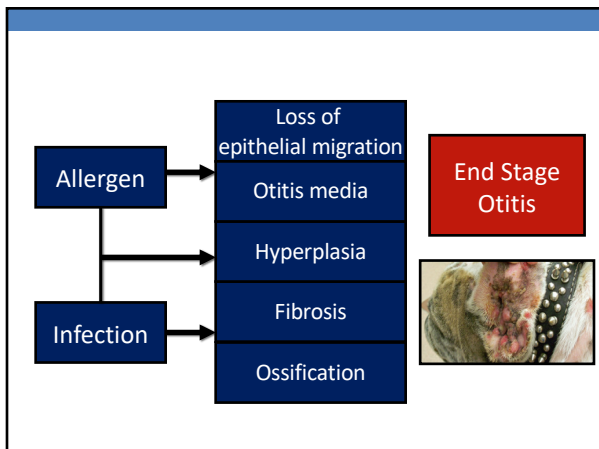 Allergen
Infection
Loss of
epithelial migration
Otitis media
Hyperplasia
Fibrosis
Ossification
End Stage
Otitis